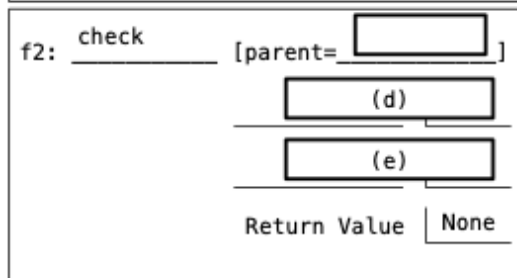 f2: check [parent= ]
(d)
(e)
Return Value None